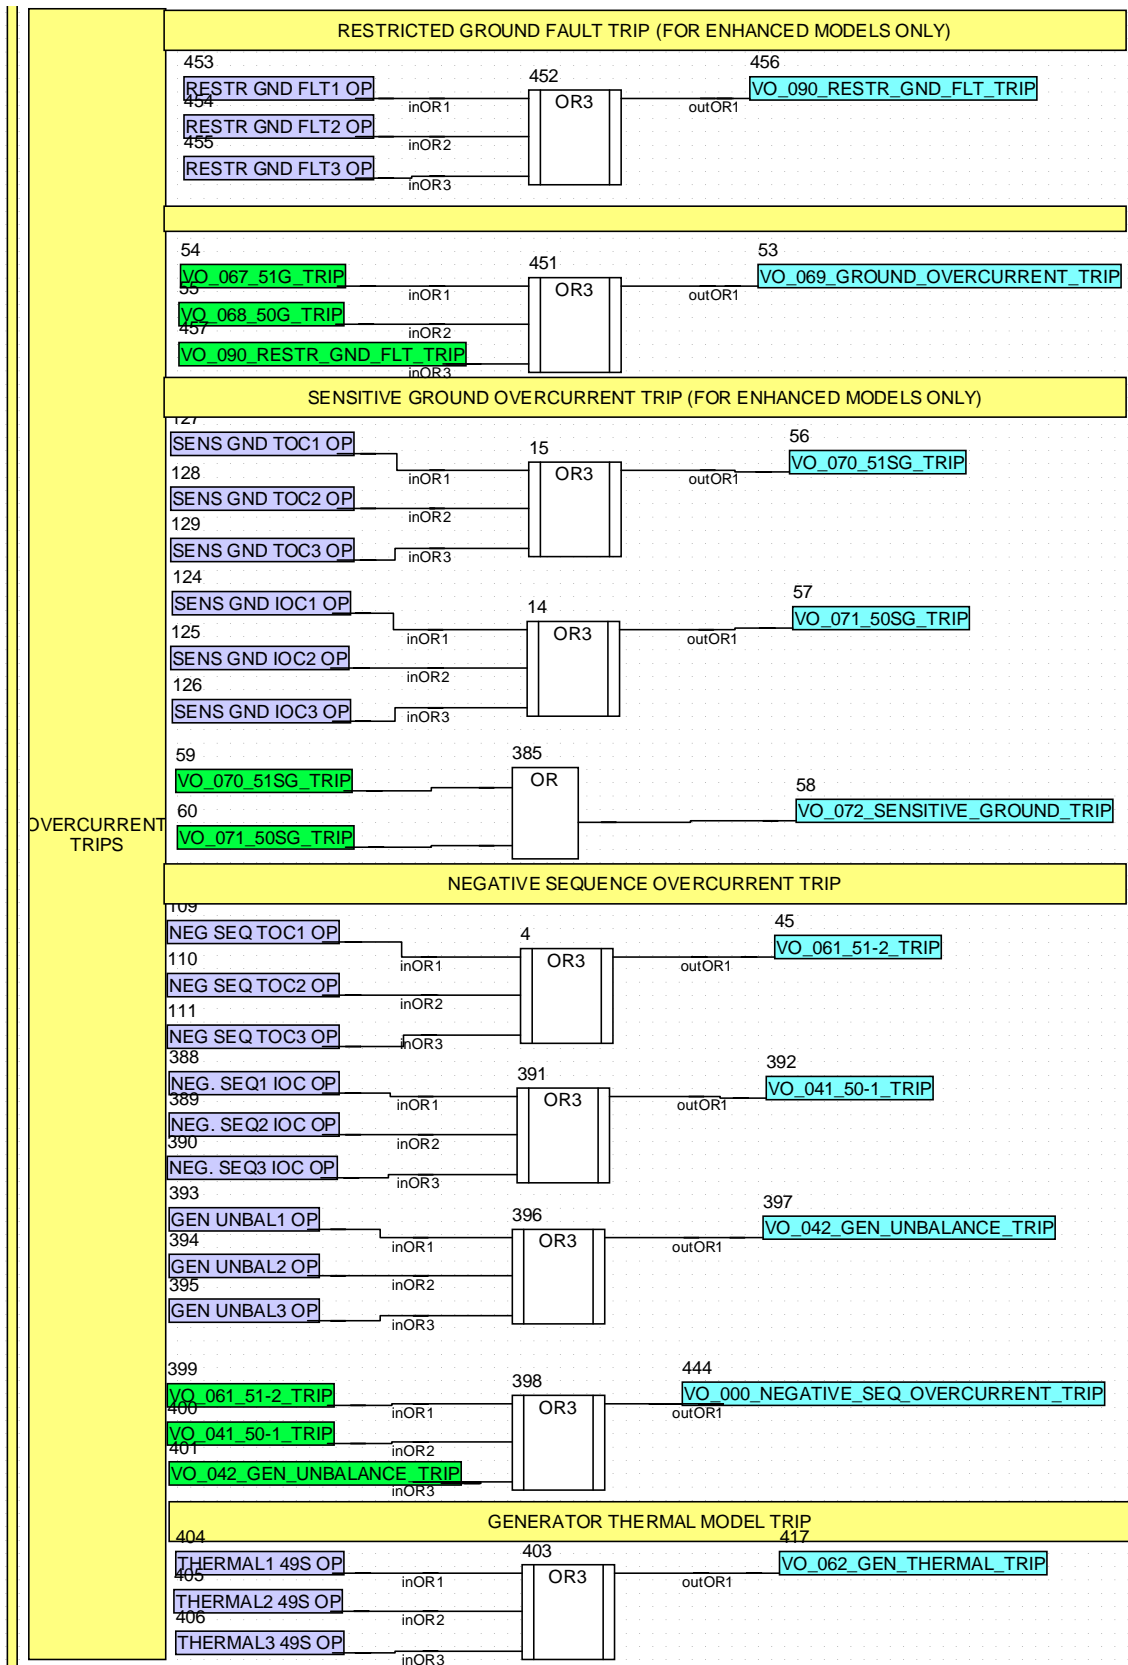 RESTRICTED GROUND FAULT TRIP (FOR ENHANCED MODELS ONLY)
453
RESTR GND FLT1 OP
inOR1
452
OR3
outOR1
456
VO_090_RESTR_GND_FLT_TRIP
454
RESTR GND FLT2 OP
inOR2
455
RESTR GND FLT3 OP
inOR3
54
VO_067_51G_TRIP
inOR1
451
OR3
outOR1
53
VO_069_GROUND_OVERCURRENT_TRIP
55
VO_068_50G_TRIP
inOR2
457
VO_090_RESTR_GND_FLT_TRIP
inOR3
SENSITIVE GROUND OVERCURRENT TRIP (FOR ENHANCED MODELS ONLY)
127
SENS GND TOC1 OP
inOR1
15
OR3
outOR1
56
VO_070_51SG_TRIP
128
SENS GND TOC2 OP
inOR2
129
SENS GND TOC3 OP
inOR3
124
SENS GND IOC1 OP
inOR1
14
OR3
outOR1
57
VO_071_50SG_TRIP
125
SENS GND IOC2 OP
inOR2
126
SENS GND IOC3 OP
inOR3
59
VO_070_51SG_TRIP
385
OR
58
VO_072_SENSITIVE_GROUND_TRIP
60
VO_071_50SG_TRIP
OVERCURRENT
TRIPS
NEGATIVE SEQUENCE OVERCURRENT TRIP
109
NEG SEQ TOC1 OP
inOR1
4
OR3
outOR1
45
VO_061_51-2_TRIP
110
NEG SEQ TOC2 OP
inOR2
111
NEG SEQ TOC3 OP
inOR3
388
NEG. SEQ1 IOC OP
inOR1
391
OR3
outOR1
392
VO_041_50-1_TRIP
389
NEG. SEQ2 IOC OP
inOR2
390
NEG. SEQ3 IOC OP
inOR3
393
GEN UNBAL1 OP
inOR1
396
OR3
outOR1
397
VO_042_GEN_UNBALANCE_TRIP
394
GEN UNBAL2 OP
inOR2
395
GEN UNBAL3 OP
inOR3
399
VO_061_51-2_TRIP
inOR1
398
OR3
outOR1
444
VO_000_NEGATIVE_SEQ_OVERCURRENT_TRIP
400
VO_041_50-1_TRIP
inOR2
401
VO_042_GEN_UNBALANCE_TRIP
inOR3
GENERATOR THERMAL MODEL TRIP
404
THERMAL1 49S OP
inOR1
403
OR3
outOR1
417
VO_062_GEN_THERMAL_TRIP
405
THERMAL2 49S OP
inOR2
406
THERMAL3 49S OP
inOR3